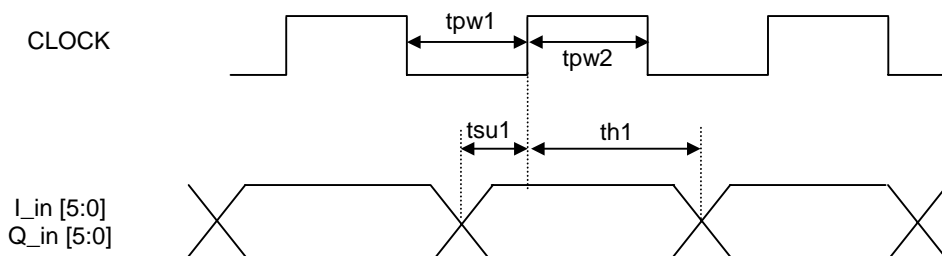 tpw1
CLOCK
tpw2
tsu1
th1
I_in [5:0]
Q_in [5:0]